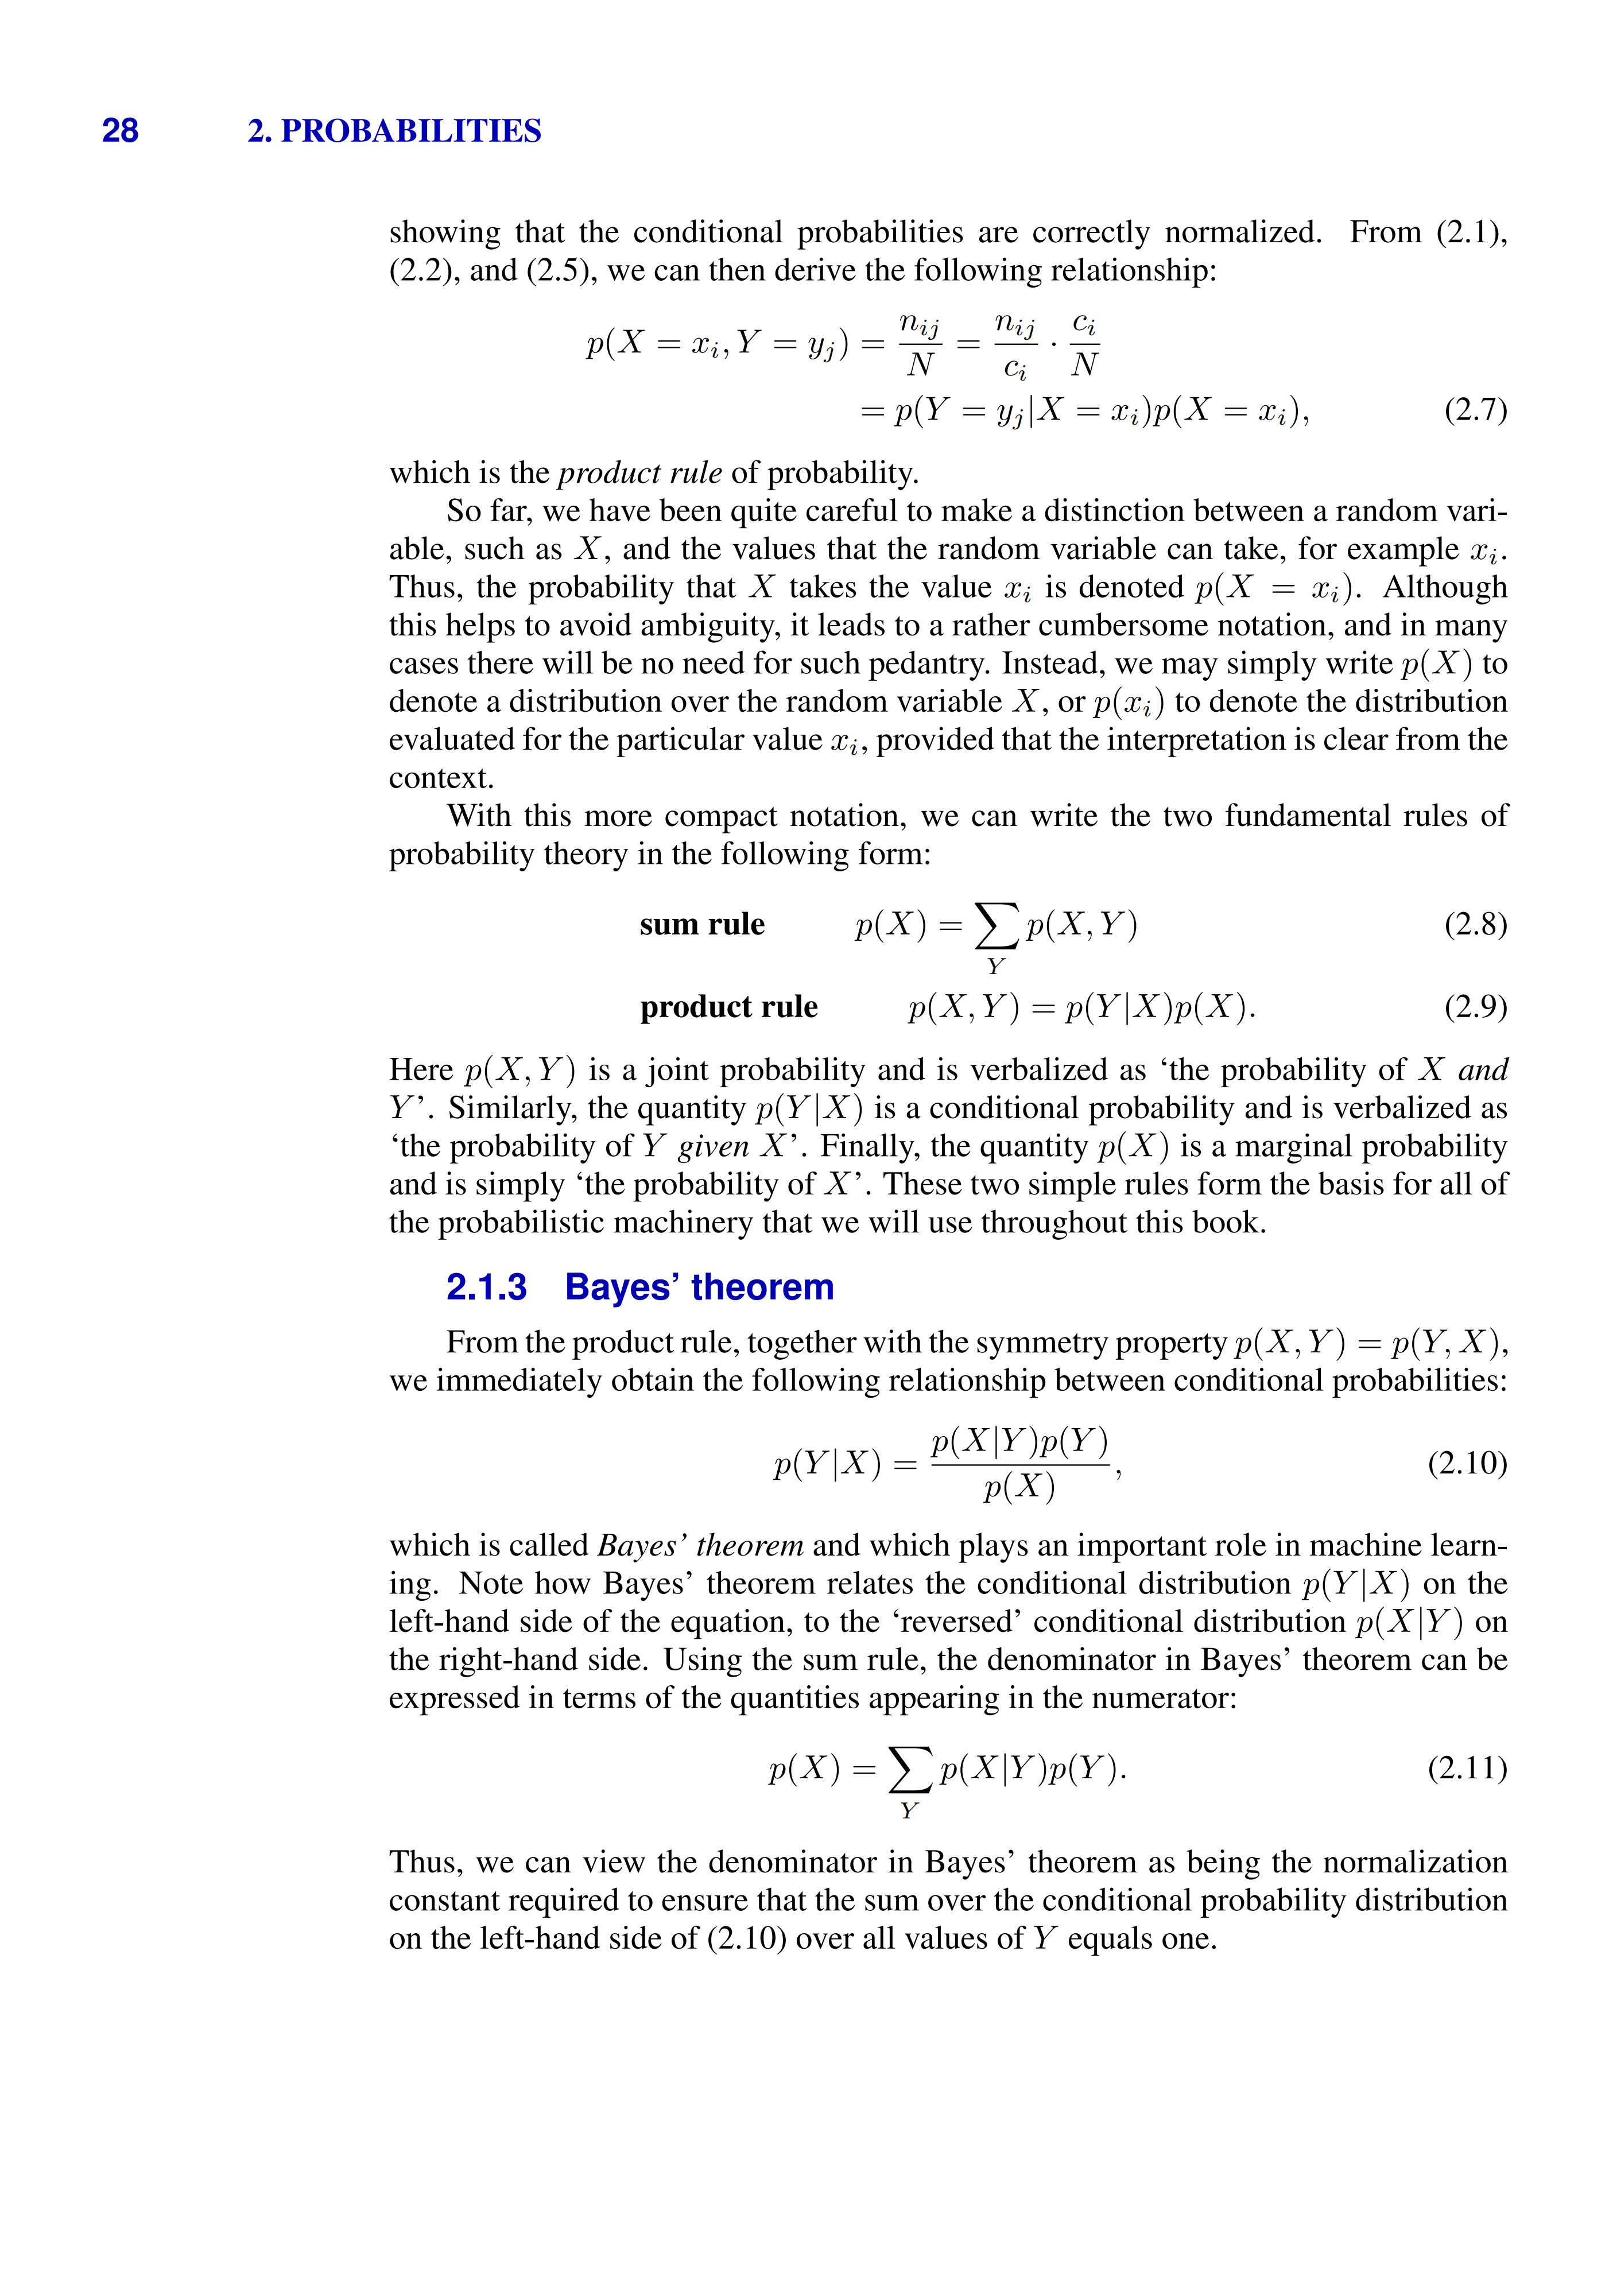 28 2. PROBABILITIES
showing that the conditional probabilities are correctly normalized. From (2.1),
(2.2), and (2.5), we can then derive the following relationship:
p(X = x_i, Y = y_j) = \frac{n_{ij}}{N} = \frac{n_{ij}}{c_i} · \frac{c_i}{N}
= p(Y = y_j|X = x_i)p(X = x_i), (2.7)
which is the product rule of probability.
So far, we have been quite careful to make a distinction between a random vari-
able, such as X, and the values that the random variable can take, for example x_i.
Thus, the probability that X takes the value x_i is denoted p(X = x_i). Although
this helps to avoid ambiguity, it leads to a rather cumbersome notation, and in many
cases there will be no need for such pedantry. Instead, we may simply write p(X) to
denote a distribution over the random variable X, or p(x_i) to denote the distribution
evaluated for the particular value x_i, provided that the interpretation is clear from the
context.
With this more compact notation, we can write the two fundamental rules of
probability theory in the following form:
sum rule p(X) = \sum_Y p(X, Y) (2.8)
product rule p(X, Y) = p(Y|X)p(X). (2.9)
Here p(X, Y) is a joint probability and is verbalized as ‘the probability of X and
Y’. Similarly, the quantity p(Y|X) is a conditional probability and is verbalized as
‘the probability of Y given X’. Finally, the quantity p(X) is a marginal probability
and is simply ‘the probability of X’. These two simple rules form the basis for all of
the probabilistic machinery that we will use throughout this book.
2.1.3 Bayes’ theorem
From the product rule, together with the symmetry property p(X, Y) = p(Y, X),
we immediately obtain the following relationship between conditional probabilities:
p(Y|X) = \frac{p(X|Y)p(Y)}{p(X)}, (2.10)
which is called Bayes’ theorem and which plays an important role in machine learn-
ing. Note how Bayes’ theorem relates the conditional distribution p(Y|X) on the
left-hand side of the equation, to the ‘reversed’ conditional distribution p(X|Y) on
the right-hand side. Using the sum rule, the denominator in Bayes’ theorem can be
expressed in terms of the quantities appearing in the numerator:
p(X) = \sum_Y p(X|Y)p(Y). (2.11)
Thus, we can view the denominator in Bayes’ theorem as being the normalization
constant required to ensure that the sum over the conditional probability distribution
on the left-hand side of (2.10) over all values of Y equals one.